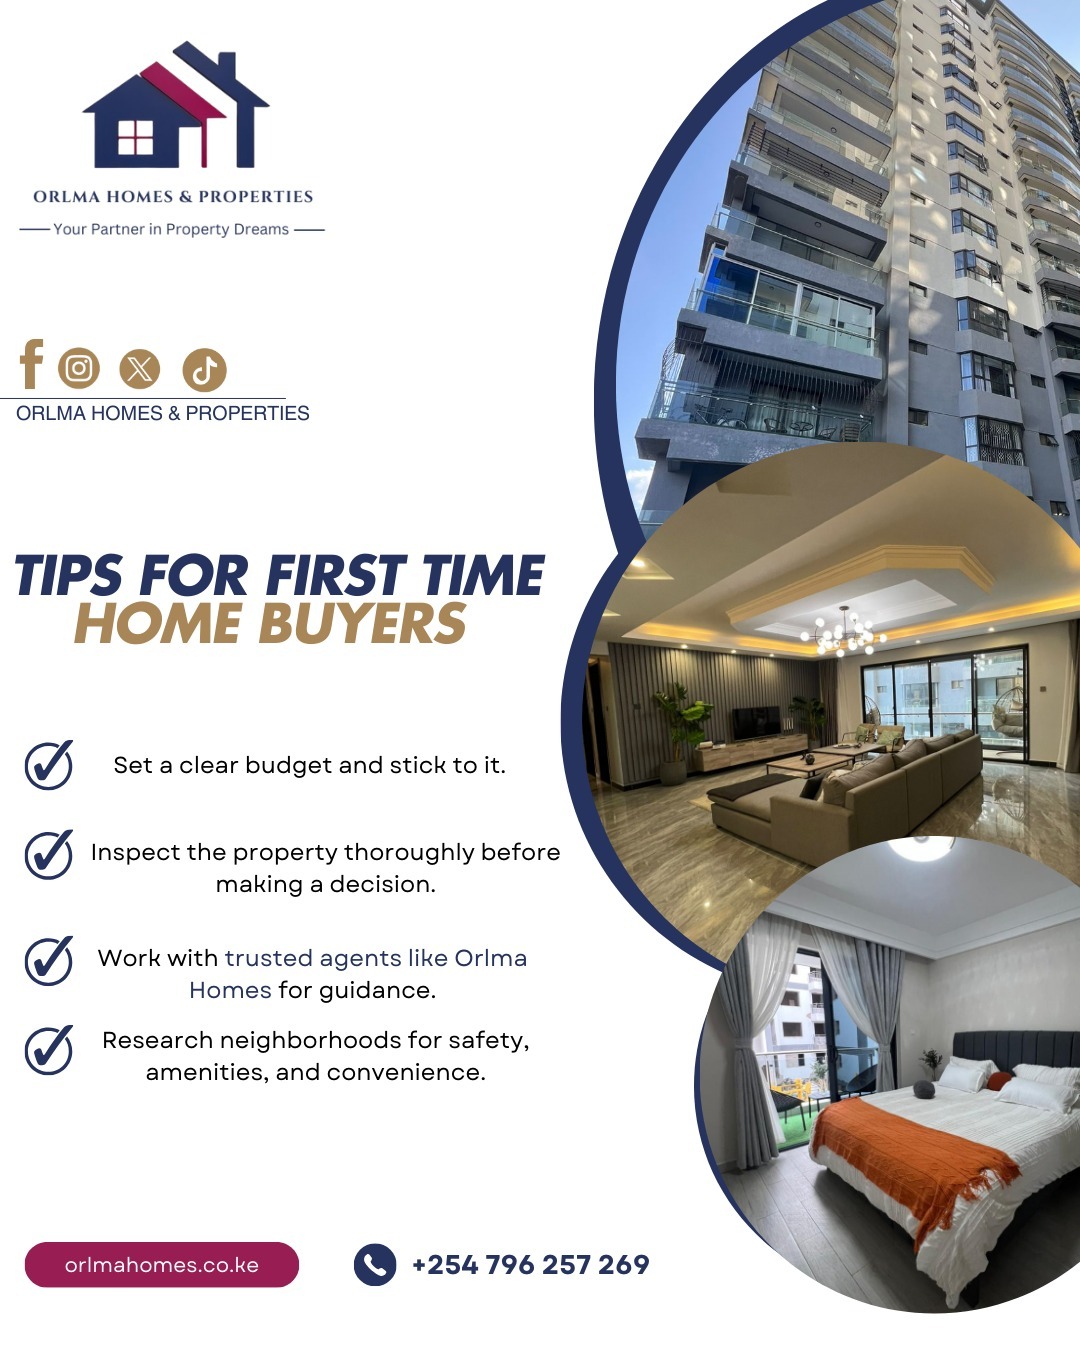 ORLMA HOMES & PROPERTIES
Your Partner in Property Dreams
ORLMA HOMES & PROPERTIES
TIPS FOR FIRST TIME
HOME BUYERS
Set a clear budget and stick to it.
Inspect the property thoroughly before
making a decision.
Work with trusted agents like Orlma
Homes for guidance.
Research neighborhoods for safety,
amenities, and convenience.
orlmahomes.co.ke
+254 796 257 269